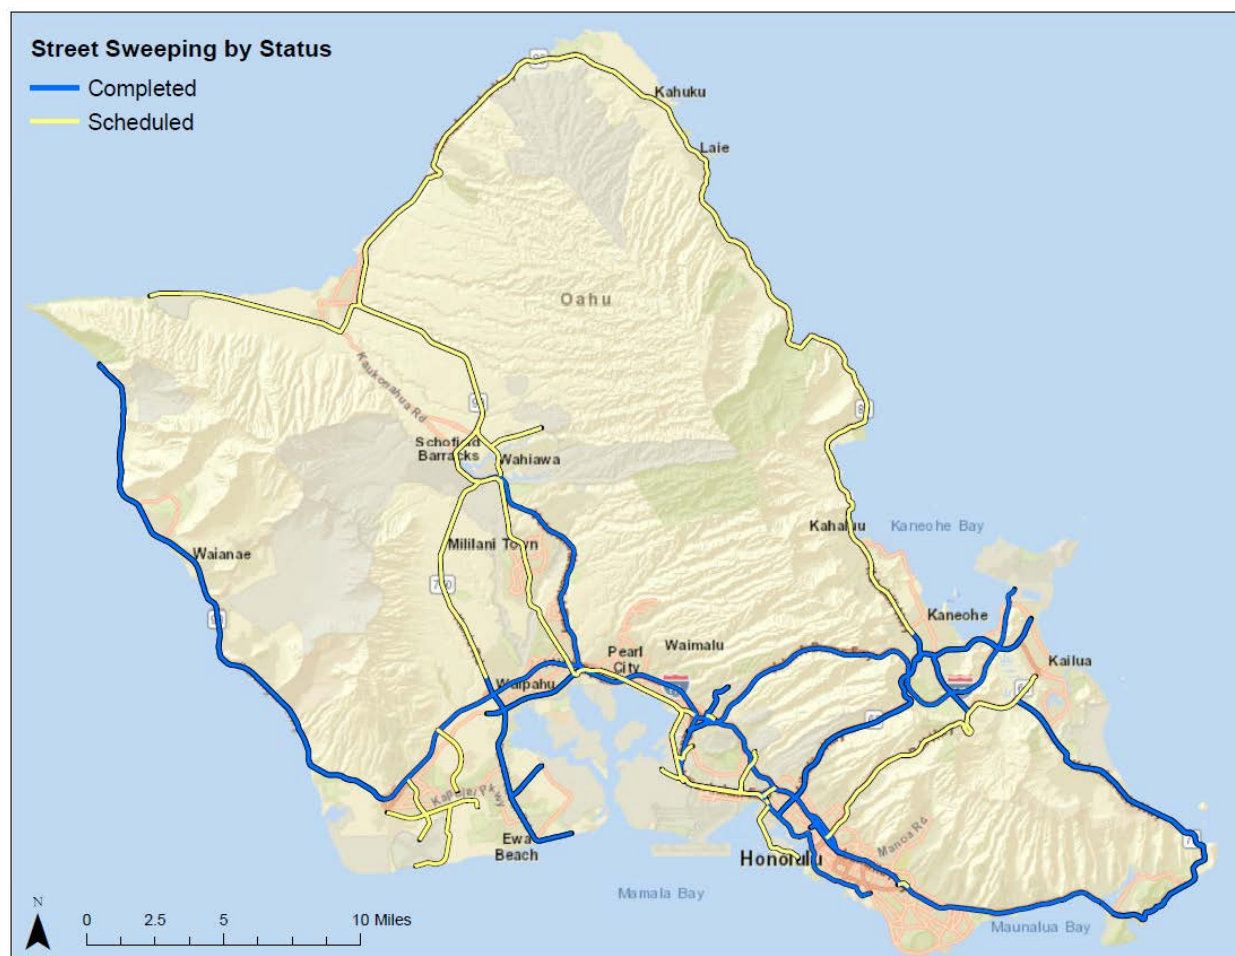 Street Sweeping by Status
Completed
Scheduled
Kahuku
Laie
Oahu
Kaukonahua Rd
Schofield
Barracks
Wahiawa
Mililani Town
Waianae
Kahaluu
Kaneohe Bay
Kaneohe
Kailua
Pearl
City
Waimalu
Waipahu
Kapolei Pkwy
Ewa
Beach
Honolulu
Manoa Rd
Mamala Bay
Maunalua Bay
N
0 2.5 5 10 Miles